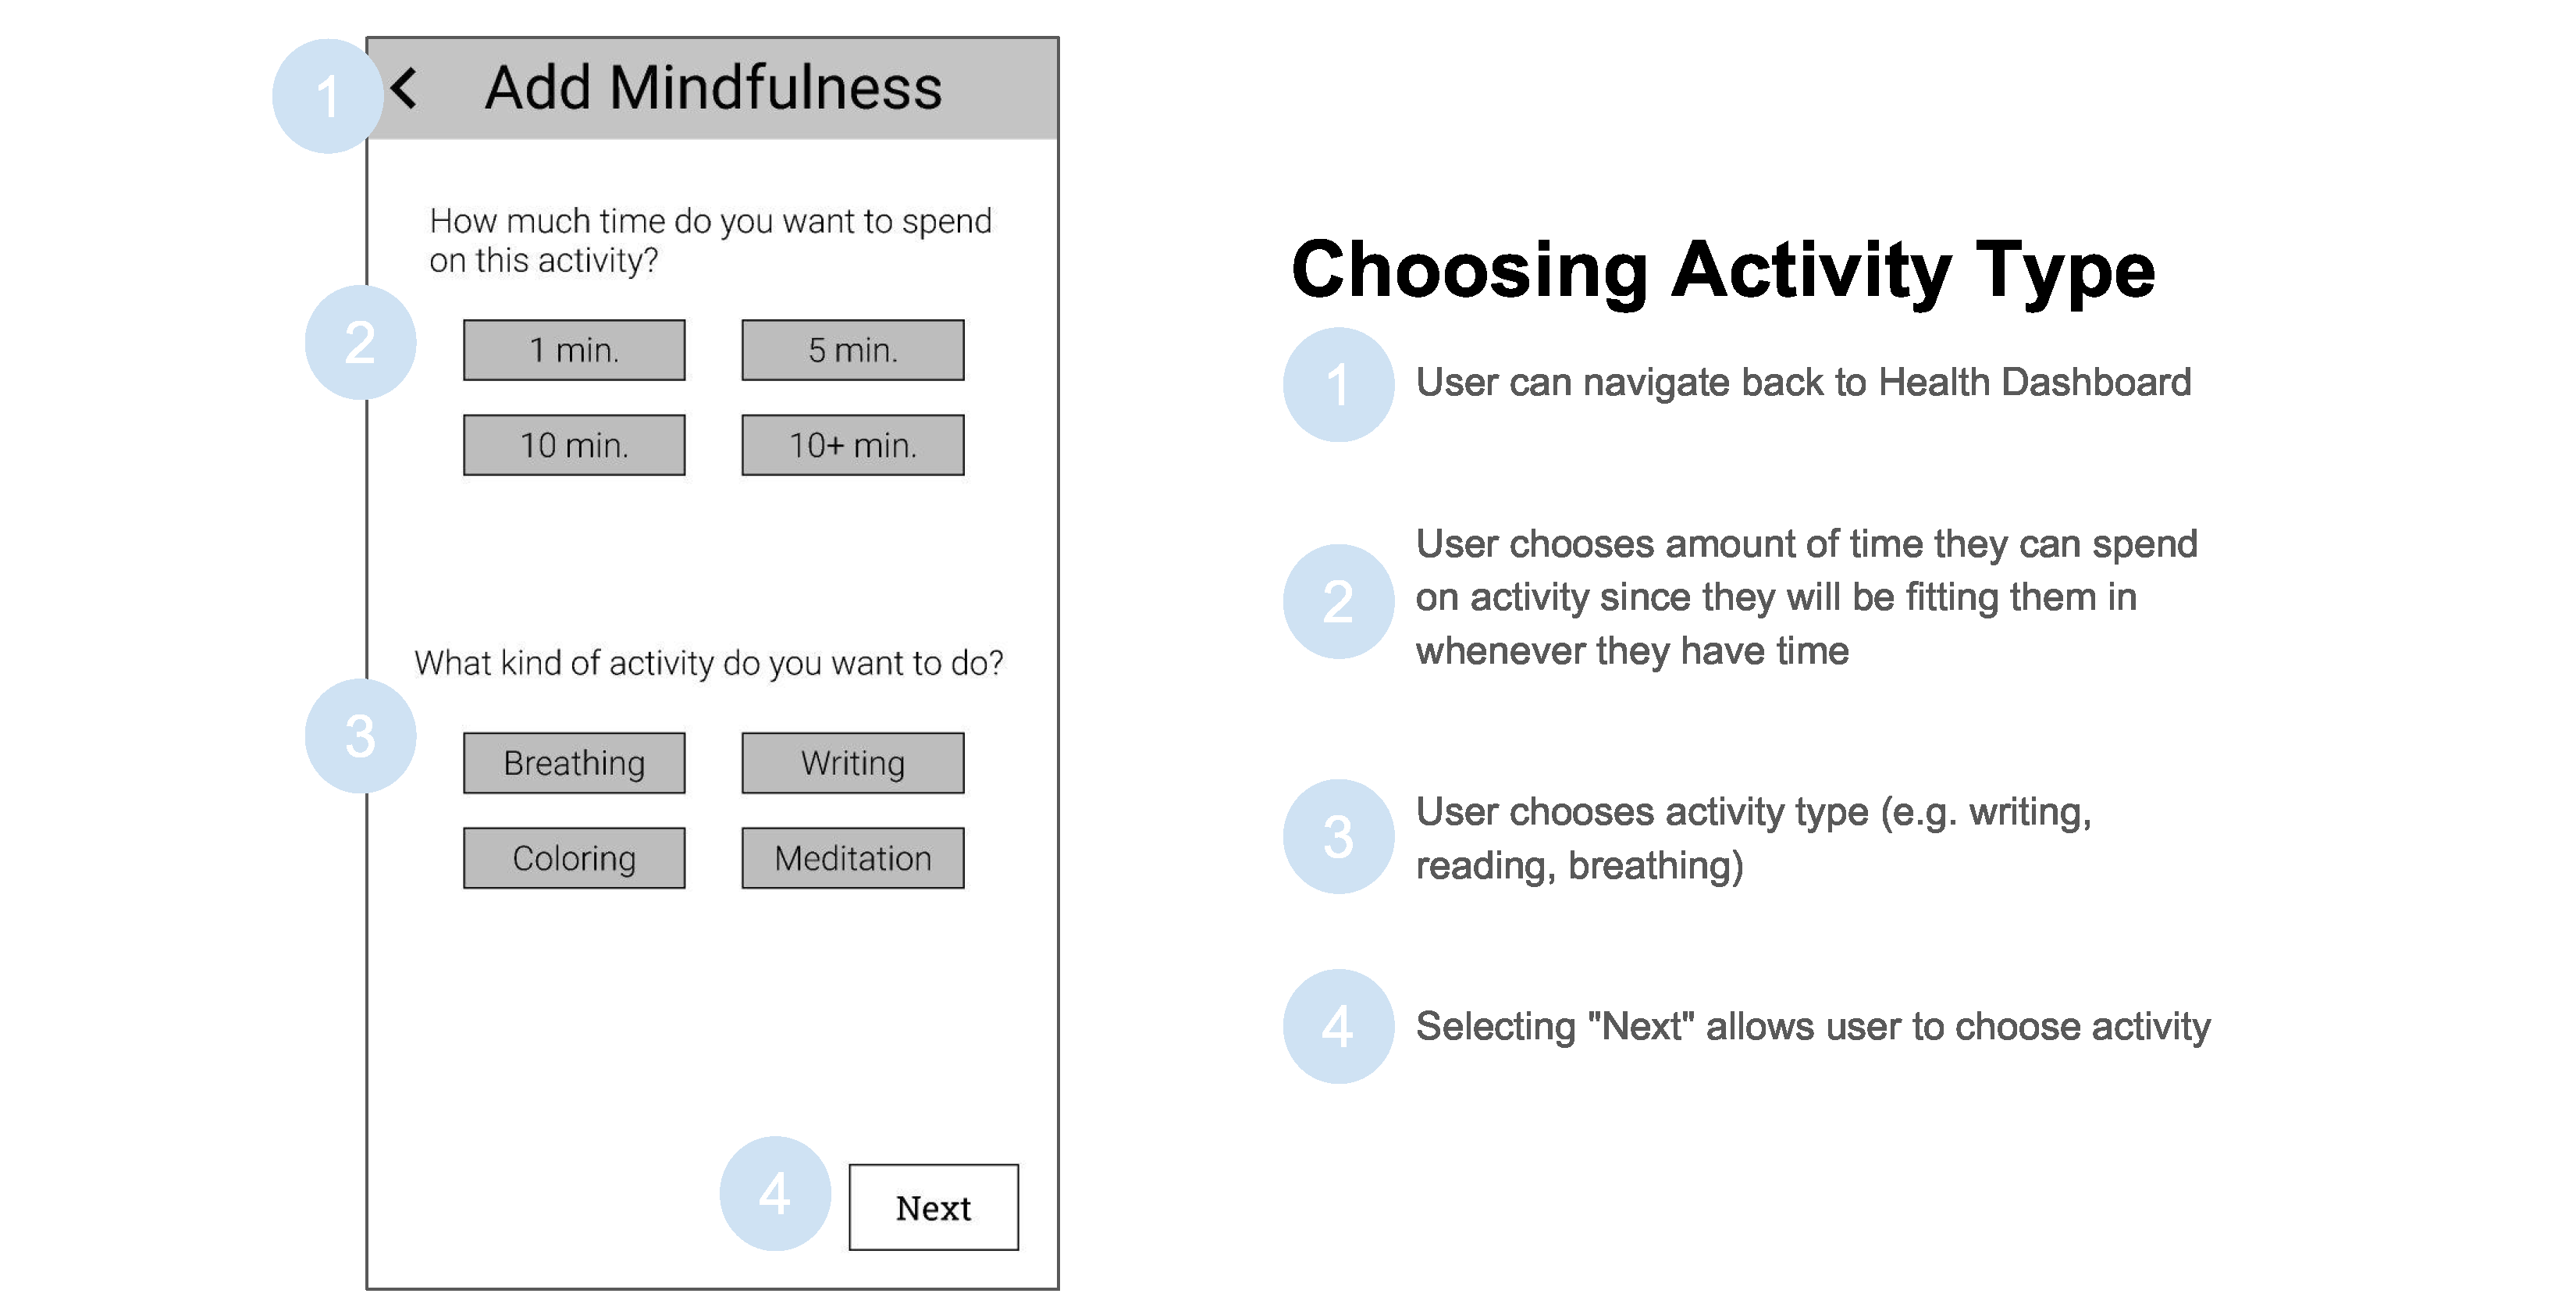 1
< Add Mindfulness
How much time do you want to spend
on this activity?
2
1 min. 5 min.
10 min. 10+ min.
What kind of activity do you want to do?
3
Breathing Writing
Coloring Meditation
4
Next
Choosing Activity Type
1 User can navigate back to Health Dashboard
User chooses amount of time they can spend
2 on activity since they will be fitting them in
whenever they have time
3 User chooses activity type (e.g. writing,
reading, breathing)
4 Selecting "Next" allows user to choose activity